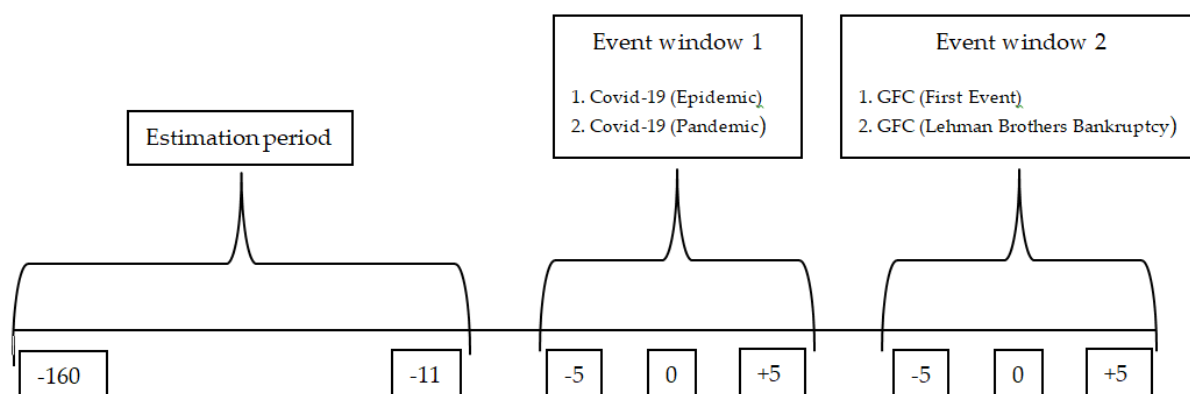 Event window 1
1. Covid-19 (Epidemic)
2. Covid-19 (Pandemic)
Event window 2
1. GFC (First Event)
2. GFC (Lehman Brothers Bankruptcy)
Estimation period
-160
-11
-5
0
+5
-5
0
+5